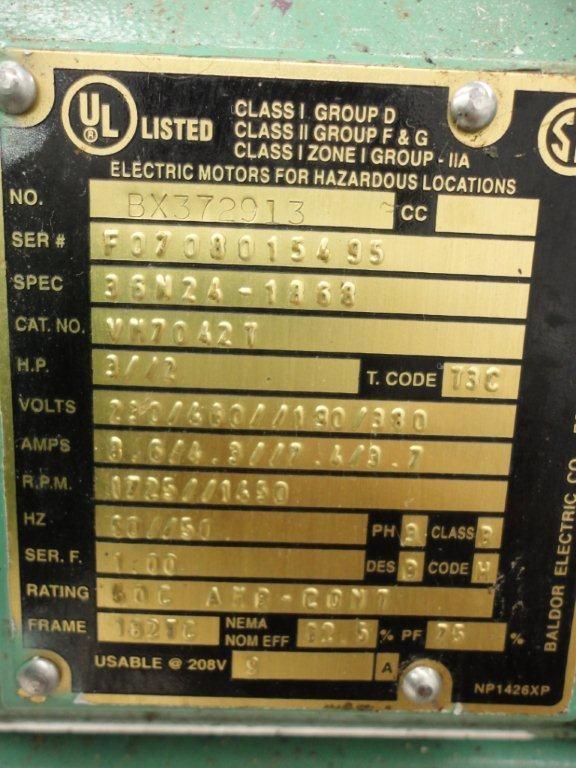 UL ® LISTED
CLASS I GROUP D
CLASS II GROUP F & G
CLASS I ZONE I GROUP - IIA
ELECTRIC MOTORS FOR HAZARDOUS LOCATIONS
NO. BX372913 CC
SER # F0708015495
SPEC 36N24-1868
CAT. NO. VM7042T
H.P. 3//2 T. CODE T3C
VOLTS 230/460//190/380
AMPS 8.6/4.3//7.4/3.7
R.P.M. 1725//1450
HZ 60//50 PH 3 CLASS B
SER. F. 1.00 DES CODE
RATING 40C AMB-CONT
FRAME 182TC NEMA NOM EFF 82.5 % PF 75 %
USABLE @ 208V 9 A
NP1426XP
BALDOR ELECTRIC CO.